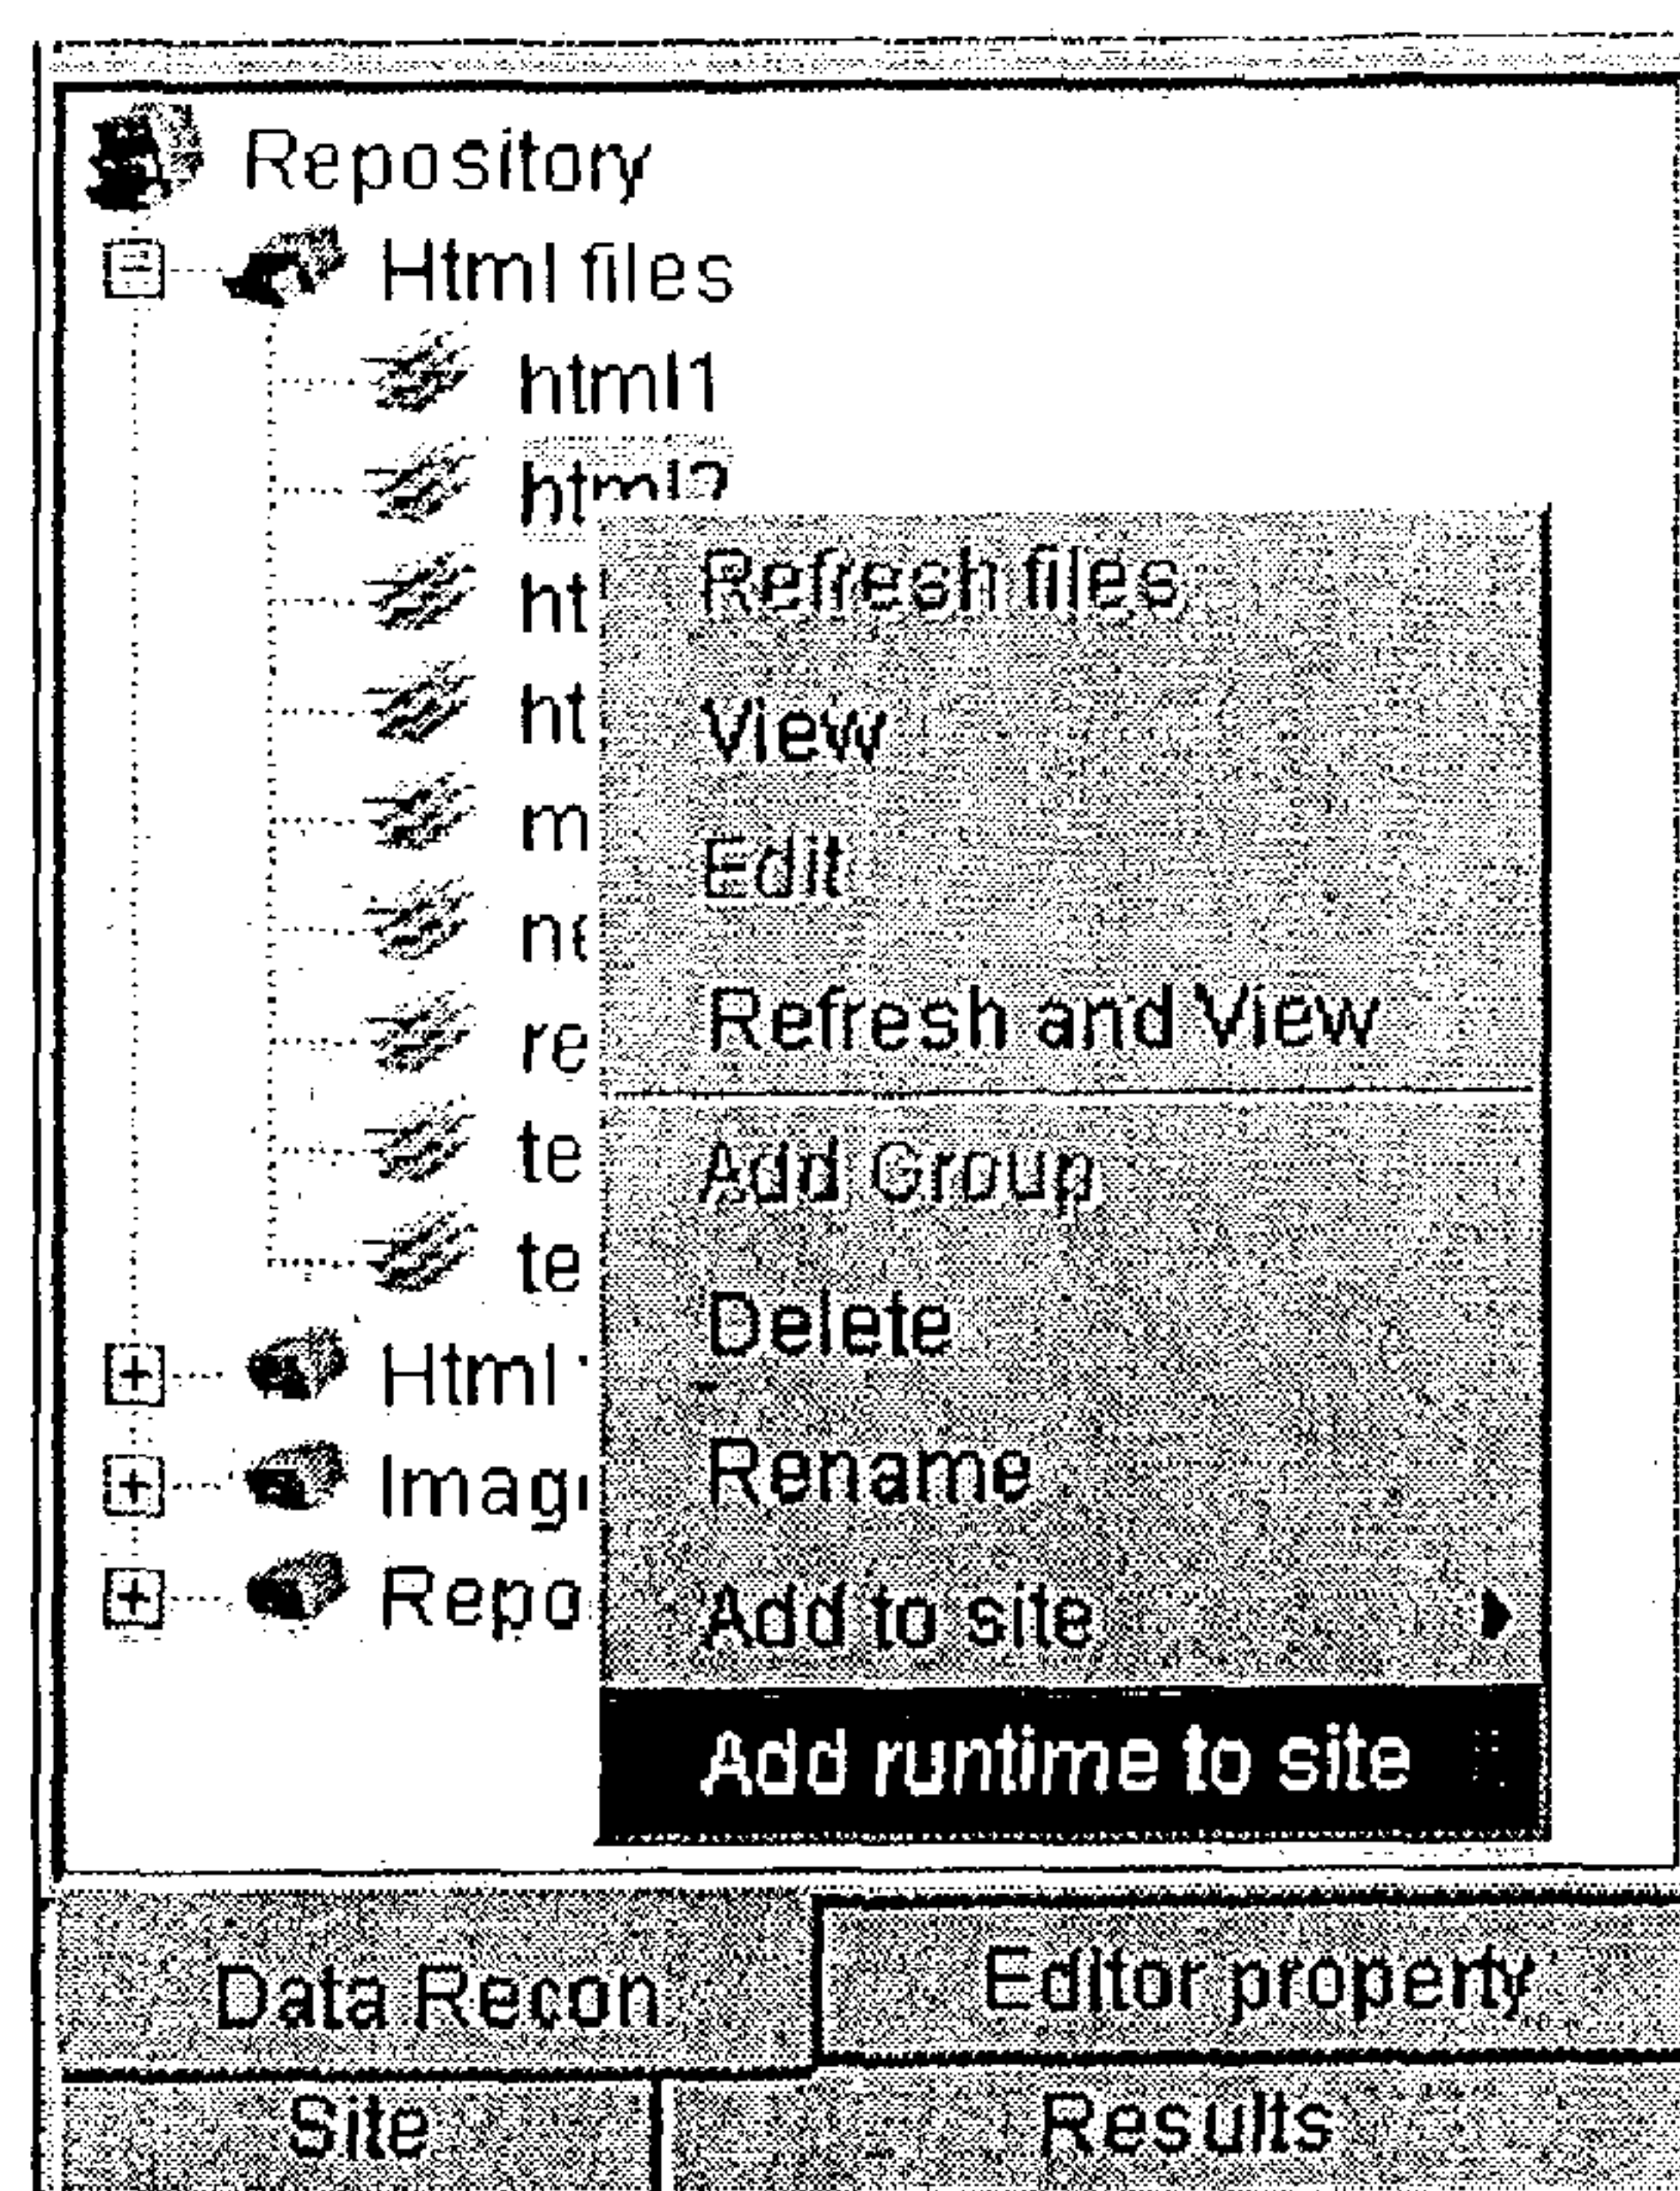 Repository
Html files
html1
html2
ht
ht
m
re
te
te
Html
Repo
Refresh files
View
Edit
Refresh and View
Add Group
Delete
Rename
Add to site
Add runtime to site
Data Recon
Editor property
Site
Results